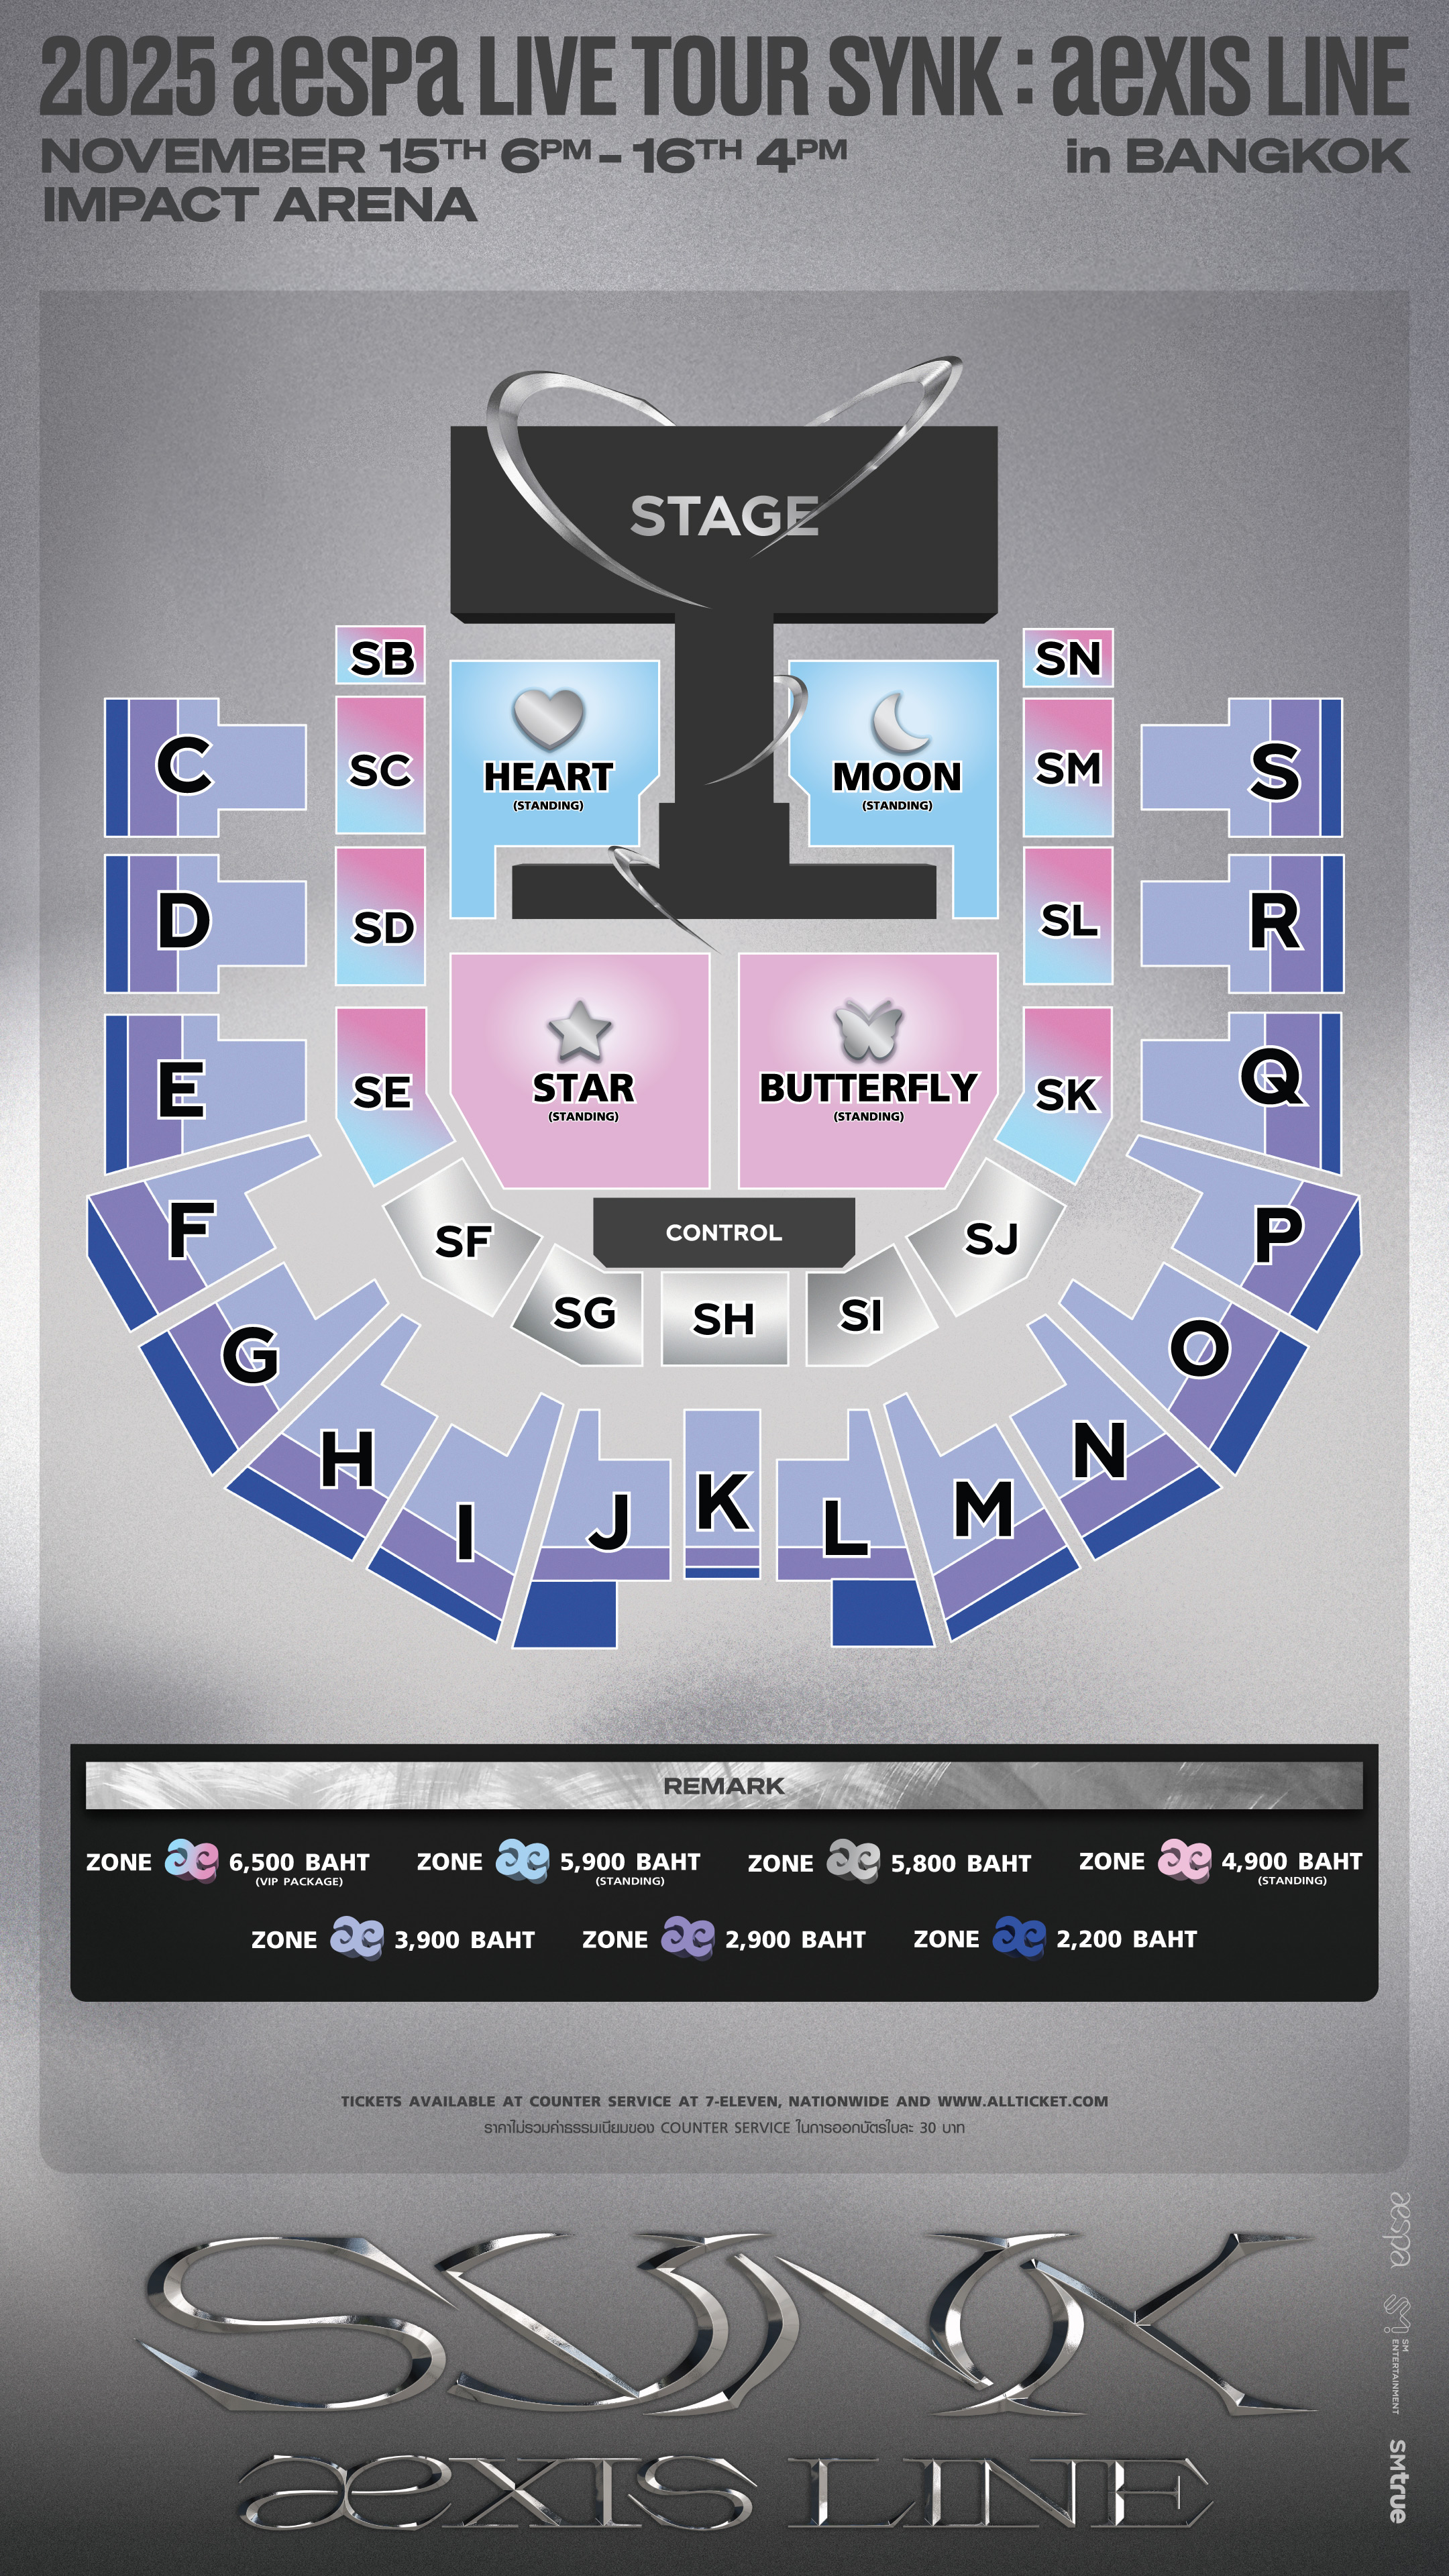 2025 aespa LIVE TOUR SYNK : aeXIS LINE
NOVEMBER 15TH 6PM - 16TH 4PM
in BANGKOK
IMPACT ARENA
STAGE
SB
SN
HEART
(STANDING)
MOON
(STANDING)
C
SC
SM
S
D
SD
SL
R
STAR
(STANDING)
BUTTERFLY
(STANDING)
E
SE
SK
Q
F
SF
CONTROL
SJ
P
SG
SH
SI
G
O
H
I
J
K
L
M
N
REMARK
ZONE æ 6,500 BAHT
(VIP PACKAGE)
ZONE æ 5,900 BAHT
(STANDING)
ZONE æ 5,800 BAHT
ZONE æ 4,900 BAHT
(STANDING)
ZONE æ 3,900 BAHT
ZONE æ 2,900 BAHT
ZONE æ 2,200 BAHT
TICKETS AVAILABLE AT COUNTER SERVICE AT 7-ELEVEN, NATIONWIDE AND WWW.ALLTICKET.COM
ราคาไม่รวมค่าธรรมเนียมของ COUNTER SERVICE ในการออกบัตรใบละ 30 บาท
SYNK
æXIS LINE
aespa
SM
ENTERTAINMENT
SMtrue